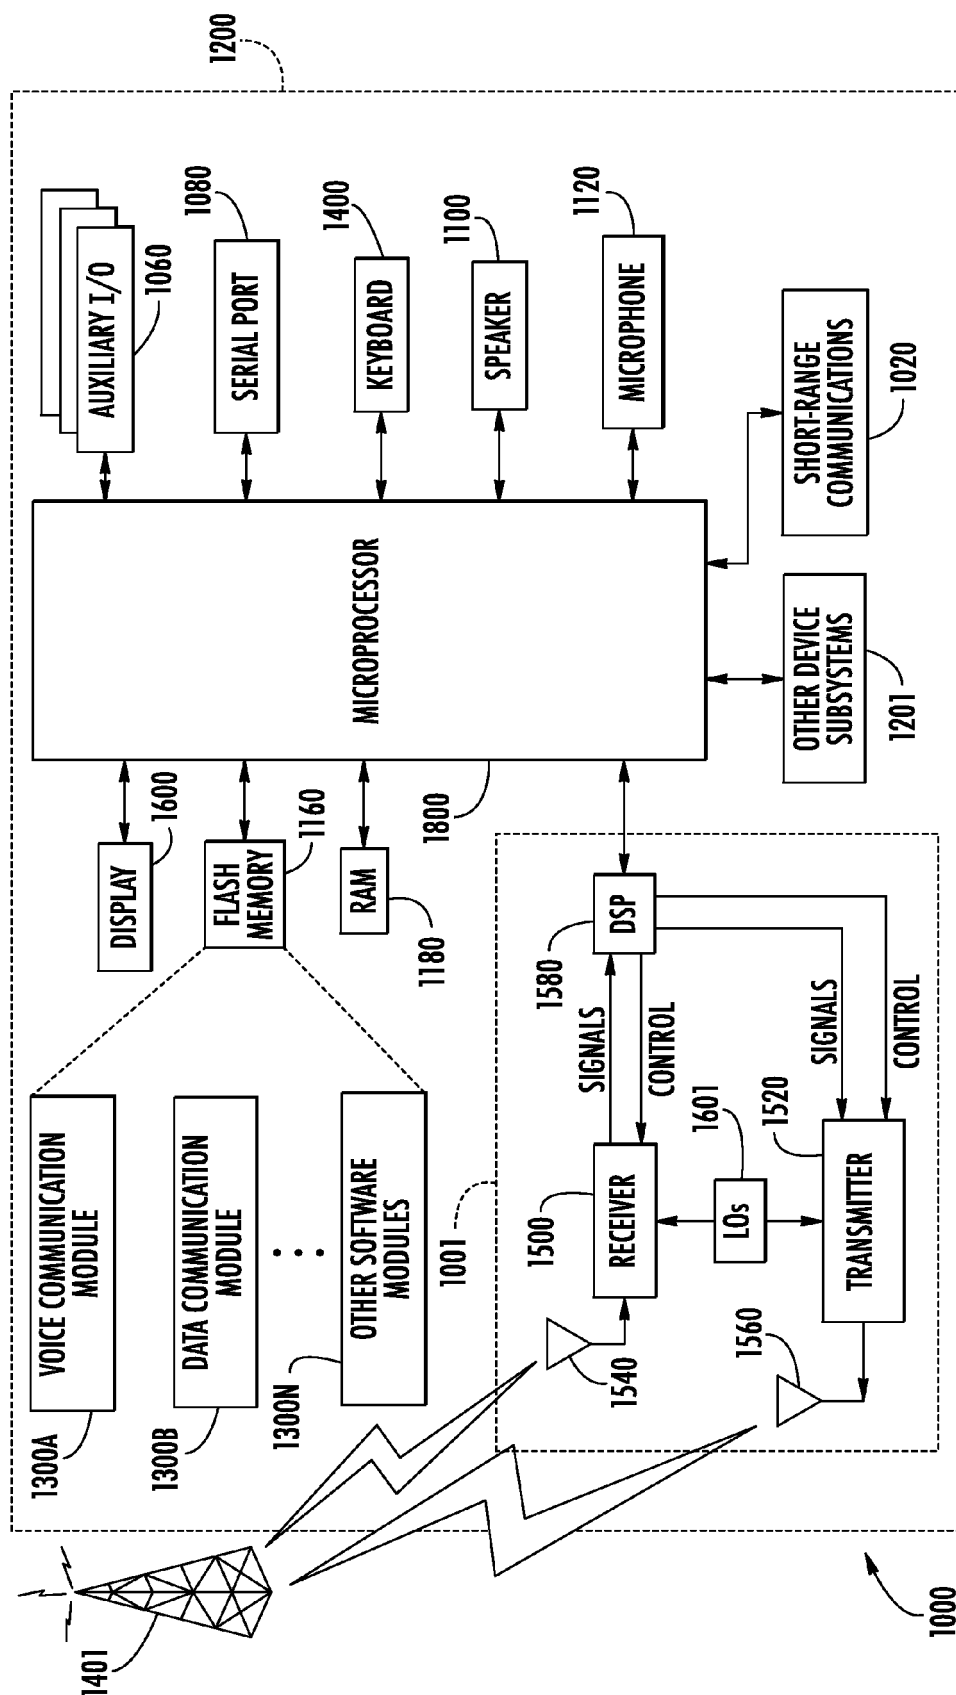 1200
AUXILIARY I/O
1060
SERIAL PORT
1080
KEYBOARD
1400
SPEAKER
1100
MICROPHONE
1120
SHORT-RANGE
COMMUNICATIONS
1020
MICROPROCESSOR
1800
OTHER DEVICE
SUBSYSTEMS
1201
DISPLAY
1600
FLASH
MEMORY
1160
RAM
1180
VOICE COMMUNICATION
MODULE
1300A
DATA COMMUNICATION
MODULE
1300B
OTHER SOFTWARE
MODULES
1300N
1001
DSP
1580
SIGNALS
CONTROL
SIGNALS
CONTROL
RECEIVER
1500
LOs
1601
TRANSMITTER
1520
1540
1560
1401
1000